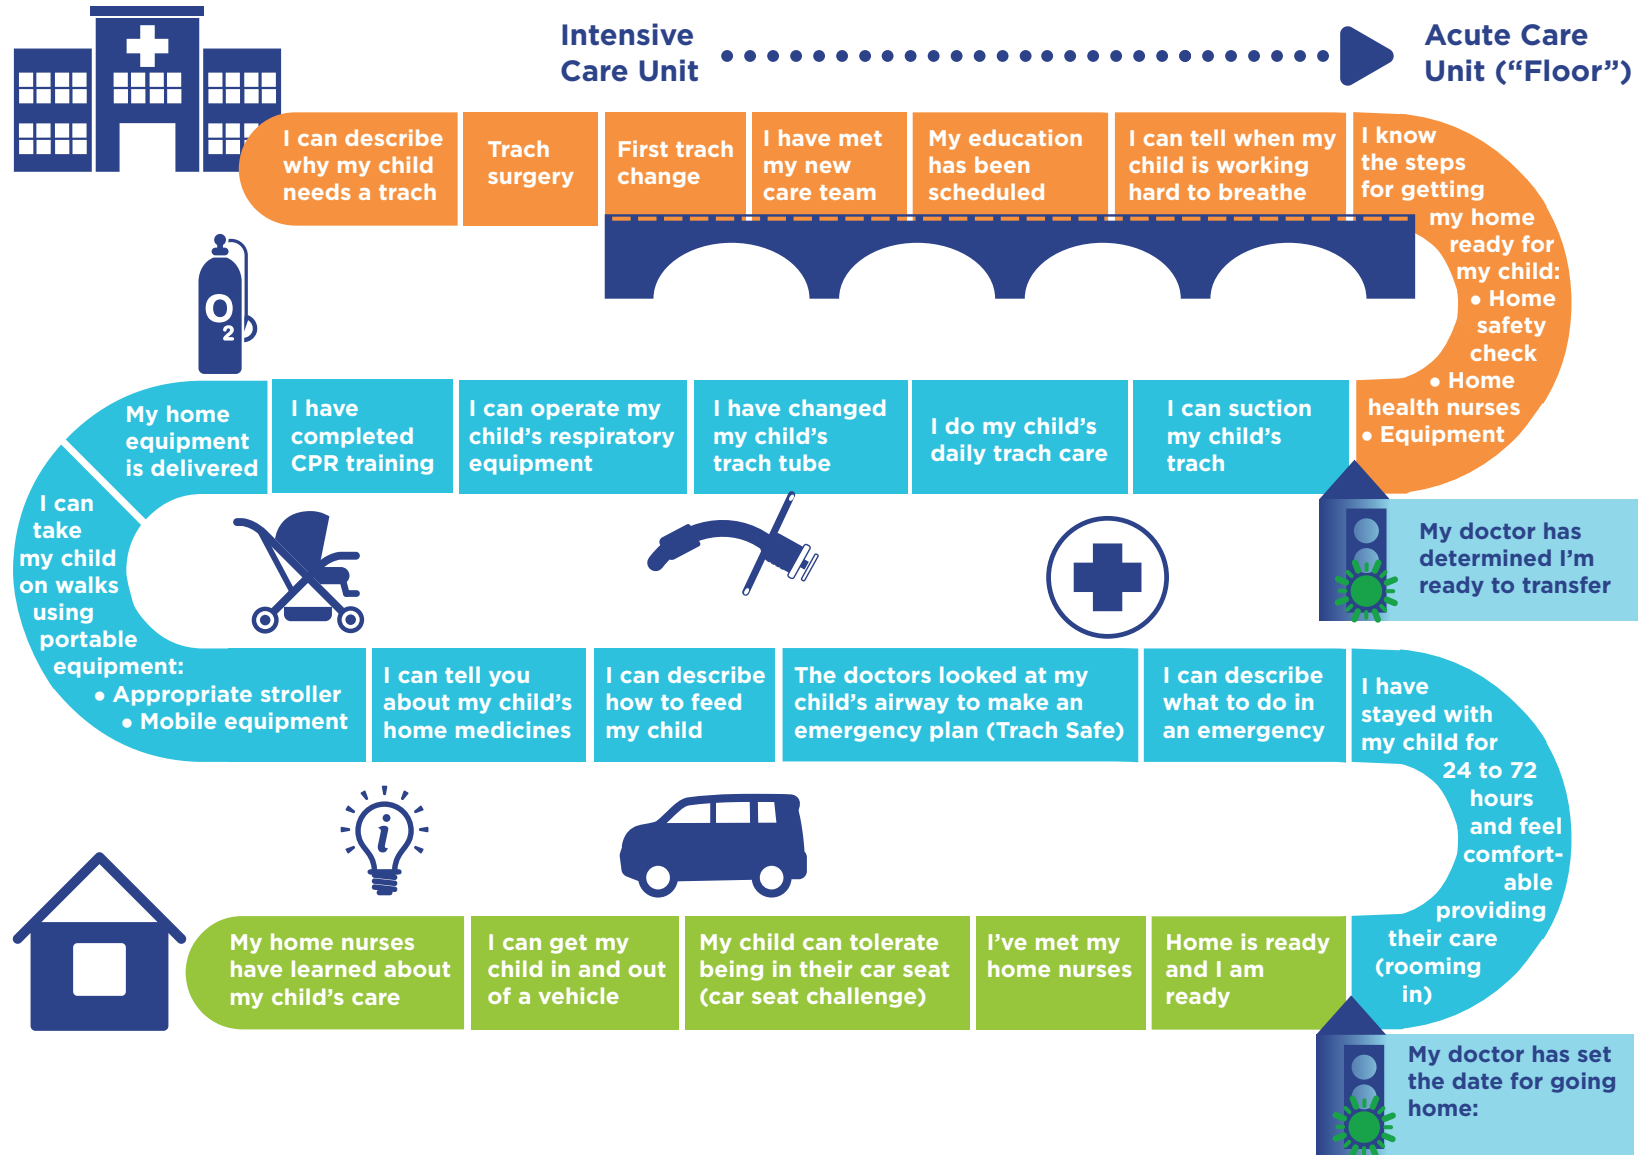 Intensive
Care Unit
Acute Care
Unit (“Floor”)
I can describe
why my child
needs a trach
Trach
surgery
First trach
change
I have met
my new
care team
My education
has been
scheduled
I can tell when my
child is working
hard to breathe
I know
the steps
for getting
my home
ready for
my child:
• Home
safety
check
• Home
health nurses
• Equipment
My doctor has
determined I’m
ready to transfer
I can suction
my child’s
trach
I do my child’s
daily trach care
I have changed
my child’s
trach tube
I can operate my
child’s respiratory
equipment
I have
completed
CPR training
O2
My home
equipment
is delivered
I can
take
my child
on walks
using
portable
equipment:
• Appropriate stroller
• Mobile equipment
I can tell you
about my child’s
home medicines
I can describe
how to feed
my child
The doctors looked at my
child’s airway to make an
emergency plan (Trach Safe)
I can describe
what to do in
an emergency
I have
stayed with
my child for
24 to 72
hours
and feel
comfort-
able
providing
their care
(rooming
in)
My doctor has set
the date for going
home:
Home is ready
and I am
ready
I’ve met my
home nurses
My child can tolerate
being in their car seat
(car seat challenge)
I can get my
child in and out
of a vehicle
i
My home nurses
have learned about
my child’s care